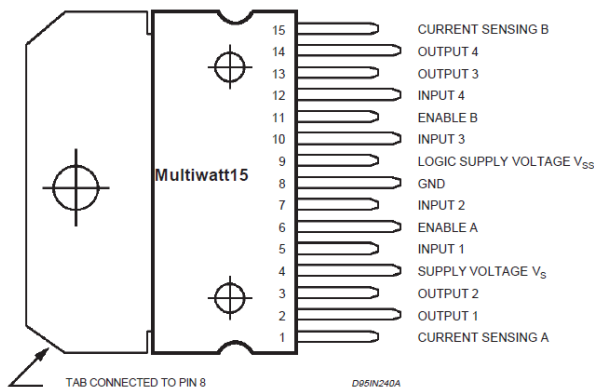 15 CURRENT SENSING B
14 OUTPUT 4
13 OUTPUT 3
12 INPUT 4
11 ENABLE B
10 INPUT 3
9 LOGIC SUPPLY VOLTAGE VSS
Multiwatt15
8 GND
7 INPUT 2
6 ENABLE A
5 INPUT 1
4 SUPPLY VOLTAGE VS
3 OUTPUT 2
2 OUTPUT 1
1 CURRENT SENSING A
TAB CONNECTED TO PIN 8
D95IN240A